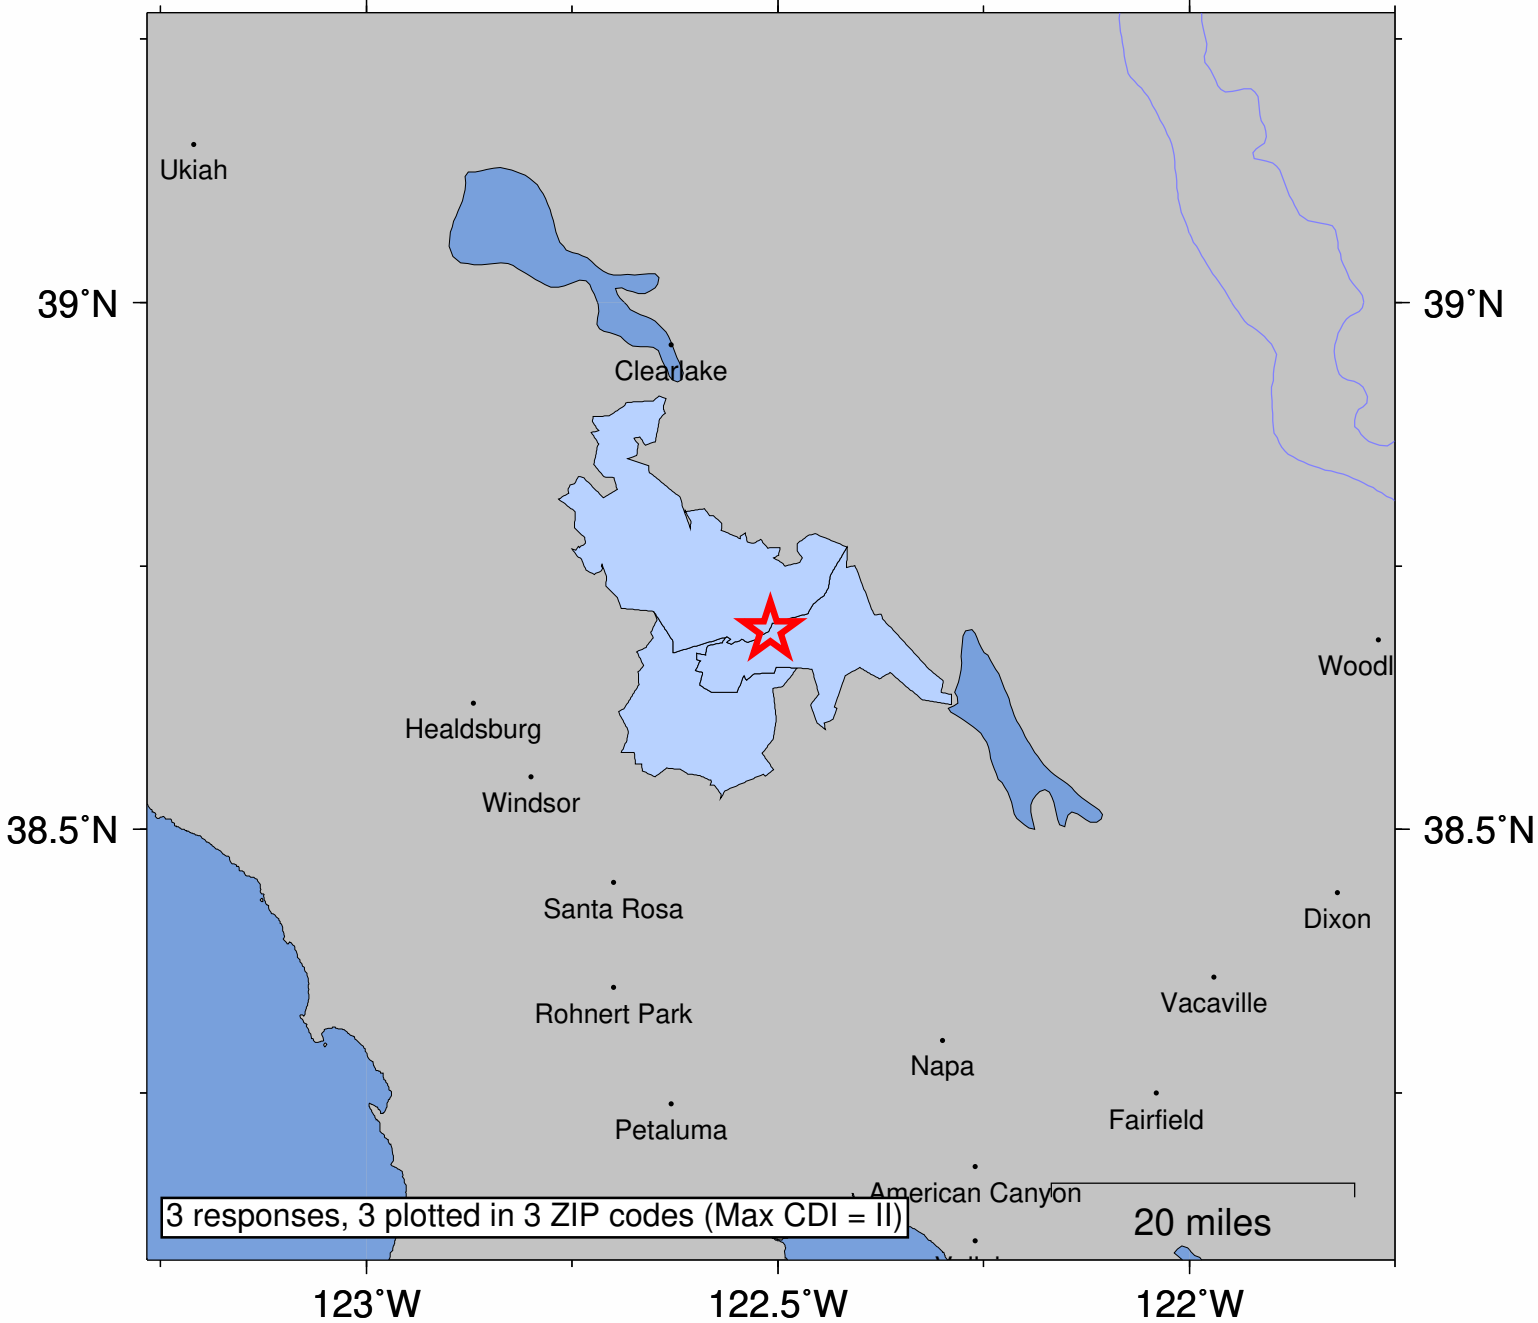 Ukiah
39°N
39°N
Clearlake
Woodl
Healdsburg
Windsor
38.5°N
38.5°N
Santa Rosa
Dixon
Rohnert Park
Vacaville
Napa
Petaluma
Fairfield
American Canyon
3 responses, 3 plotted in 3 ZIP codes (Max CDI = II)
20 miles
123°W
122.5°W
122°W